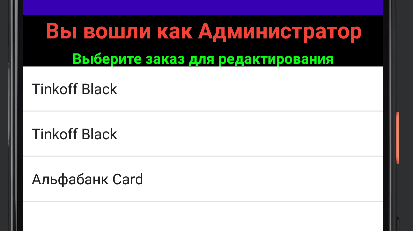 Вы вошли как Администратор
Выберите заказ для редактирования
Tinkoff Black
Tinkoff Black
Альфабанк Card